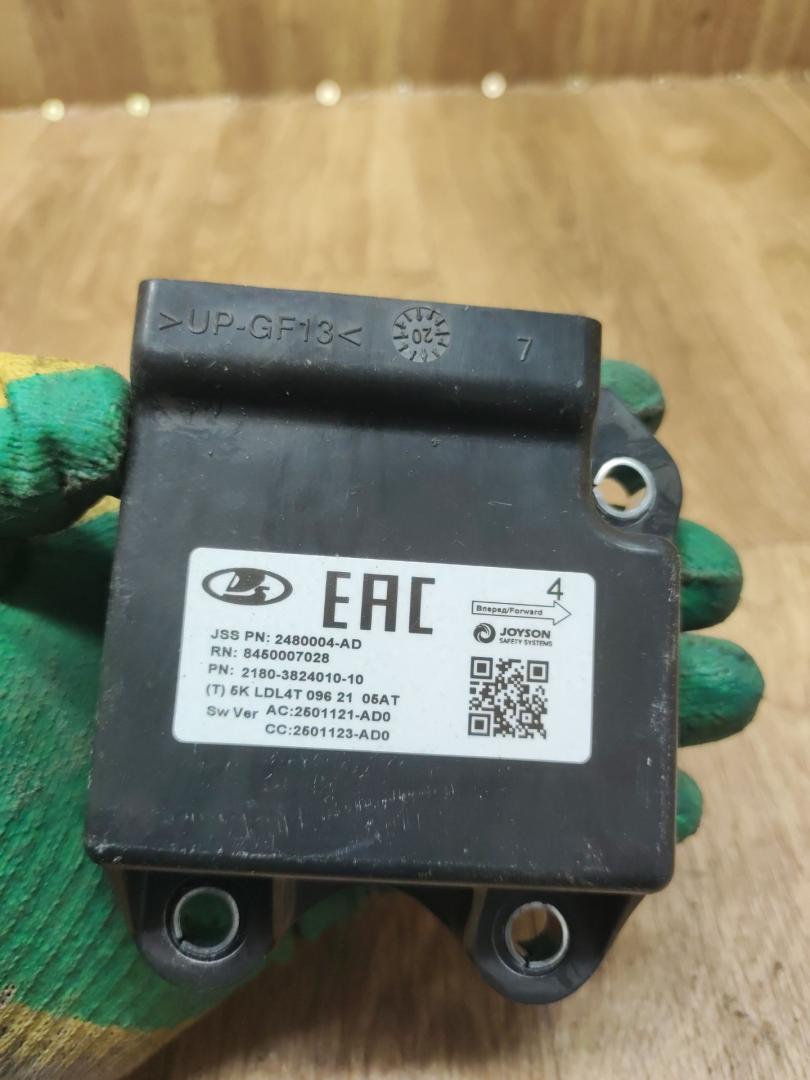 >UP-GF13<
20
7
EAC
4
Вперед/Forward
JOYSON
SAFETY SYSTEMS
JSS PN: 2480004-AD
RN: 8450007028
PN: 2180-3824010-10
(T) 5K LDL4T 096 21 05AT
Sw Ver AC:2501121-AD0
CC:2501123-AD0